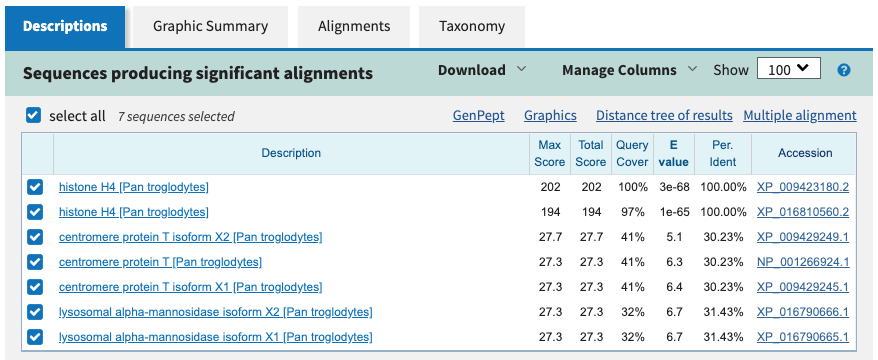 Descriptions Graphic Summary Alignments Taxonomy
Sequences producing significant alignments Download Manage Columns Show 100 ?
select all 7 sequences selected GenPept Graphics Distance tree of results Multiple alignment
Description Max Score Total Score Query Cover E value Per. Ident Accession
histone H4 [Pan troglodytes] 202 202 100% 3e-68 100.00% XP_009423180.2
histone H4 [Pan troglodytes] 194 194 97% 1e-65 100.00% XP_016810560.2
centromere protein T isoform X2 [Pan troglodytes] 27.7 27.7 41% 5.1 30.23% XP_009429249.1
centromere protein T [Pan troglodytes] 27.3 27.3 41% 6.3 30.23% NP_001266924.1
centromere protein T isoform X1 [Pan troglodytes] 27.3 27.3 41% 6.4 30.23% XP_009429245.1
lysosomal alpha-mannosidase isoform X2 [Pan troglodytes] 27.3 27.3 32% 6.7 31.43% XP_016790666.1
lysosomal alpha-mannosidase isoform X1 [Pan troglodytes] 27.3 27.3 32% 6.7 31.43% XP_016790665.1